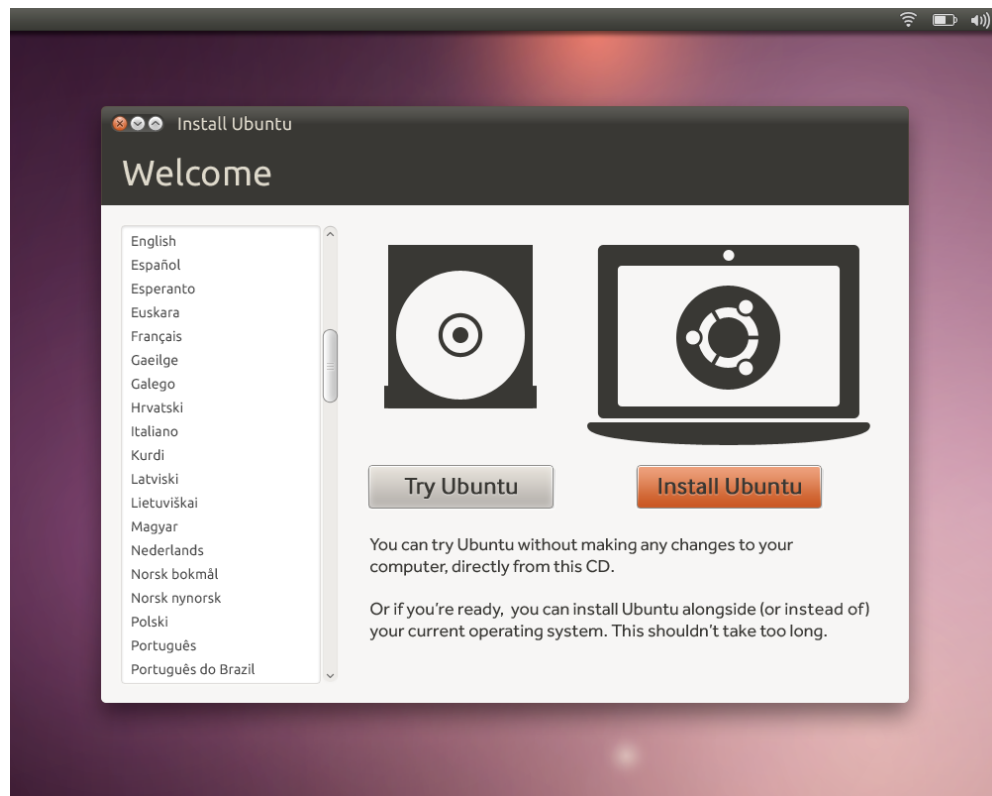 Install Ubuntu
Welcome
English
Español
Esperanto
Euskara
Français
Gaeilge
Galego
Hrvatski
Italiano
Kurdi
Latviski
Lietuviškai
Magyar
Nederlands
Norsk bokmål
Norsk nynorsk
Polski
Português
Português do Brazil
Try Ubuntu
Install Ubuntu
You can try Ubuntu without making any changes to your
computer, directly from this CD.
Or if you’re ready,  you can install Ubuntu alongside (or instead of)
your current operating system. This shouldn’t take too long.